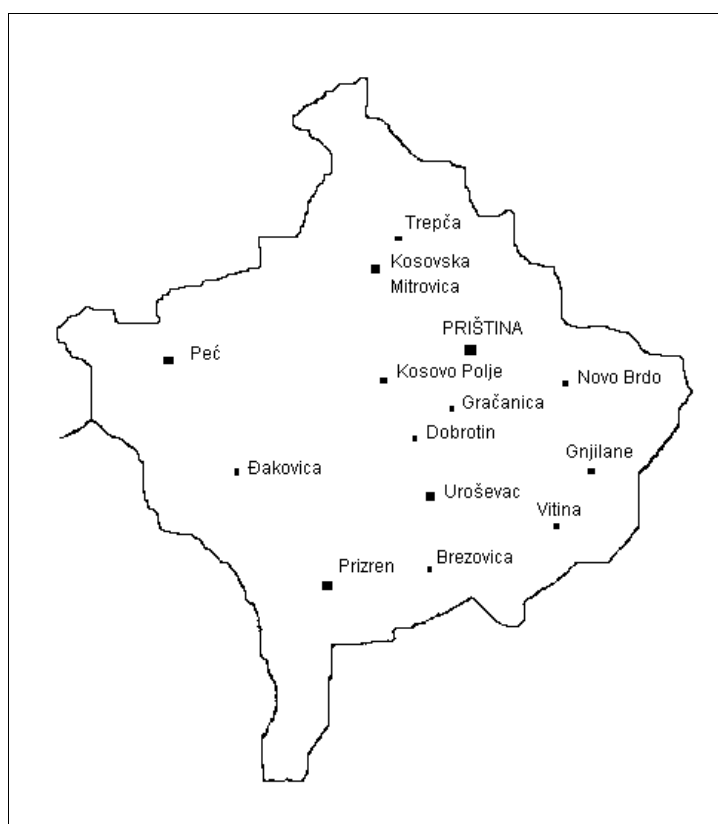 Trepča
Kosovska
Mitrovica
PRIŠTINA
Peć
Kosovo Polje
Novo Brdo
Gračanica
Dobrotin
Gnjilane
Đakovica
Uroševac
Vitina
Brezovica
Prizren